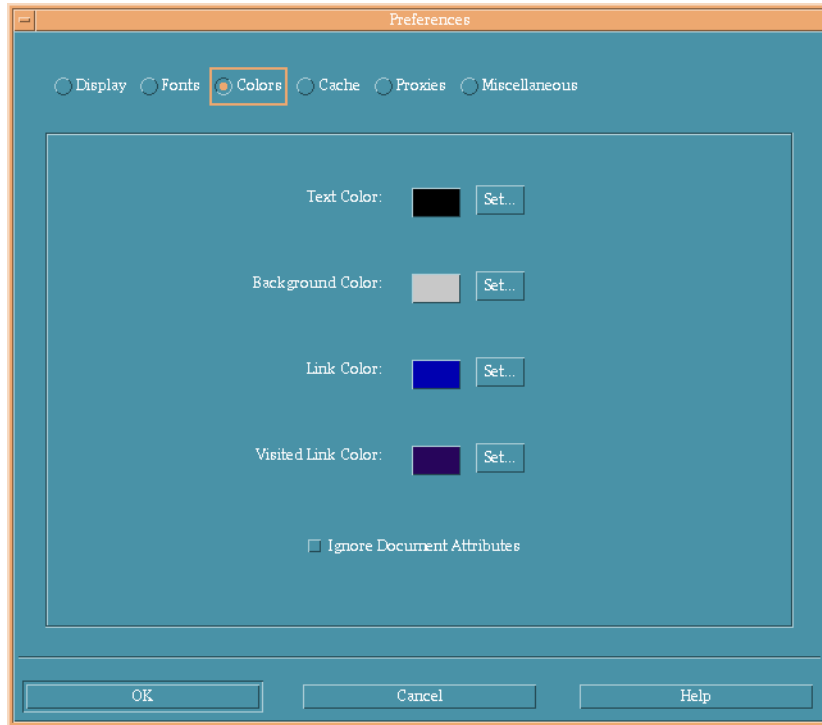 Preferences
Display Fonts Colors Cache Proxies Miscellaneous
Text Color: Set...
Background Color: Set...
Link Color: Set...
Visited Link Color: Set...
Ignore Document Attributes
OK Cancel Help